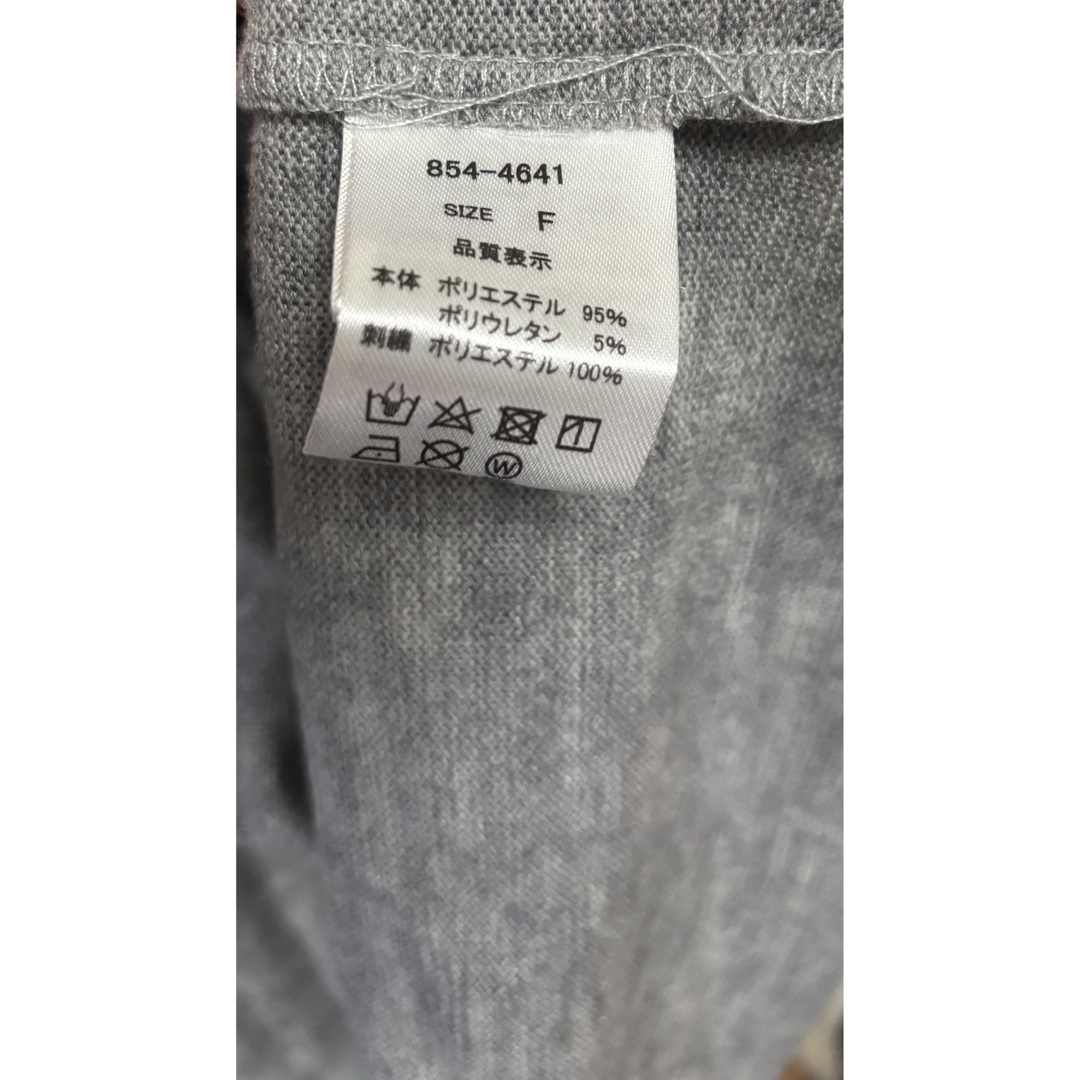 854-4641
SIZE F
品質表示
本体 ポリエステル 95%
ポリウレタン 5%
刺繍 ポリエステル 100%
W